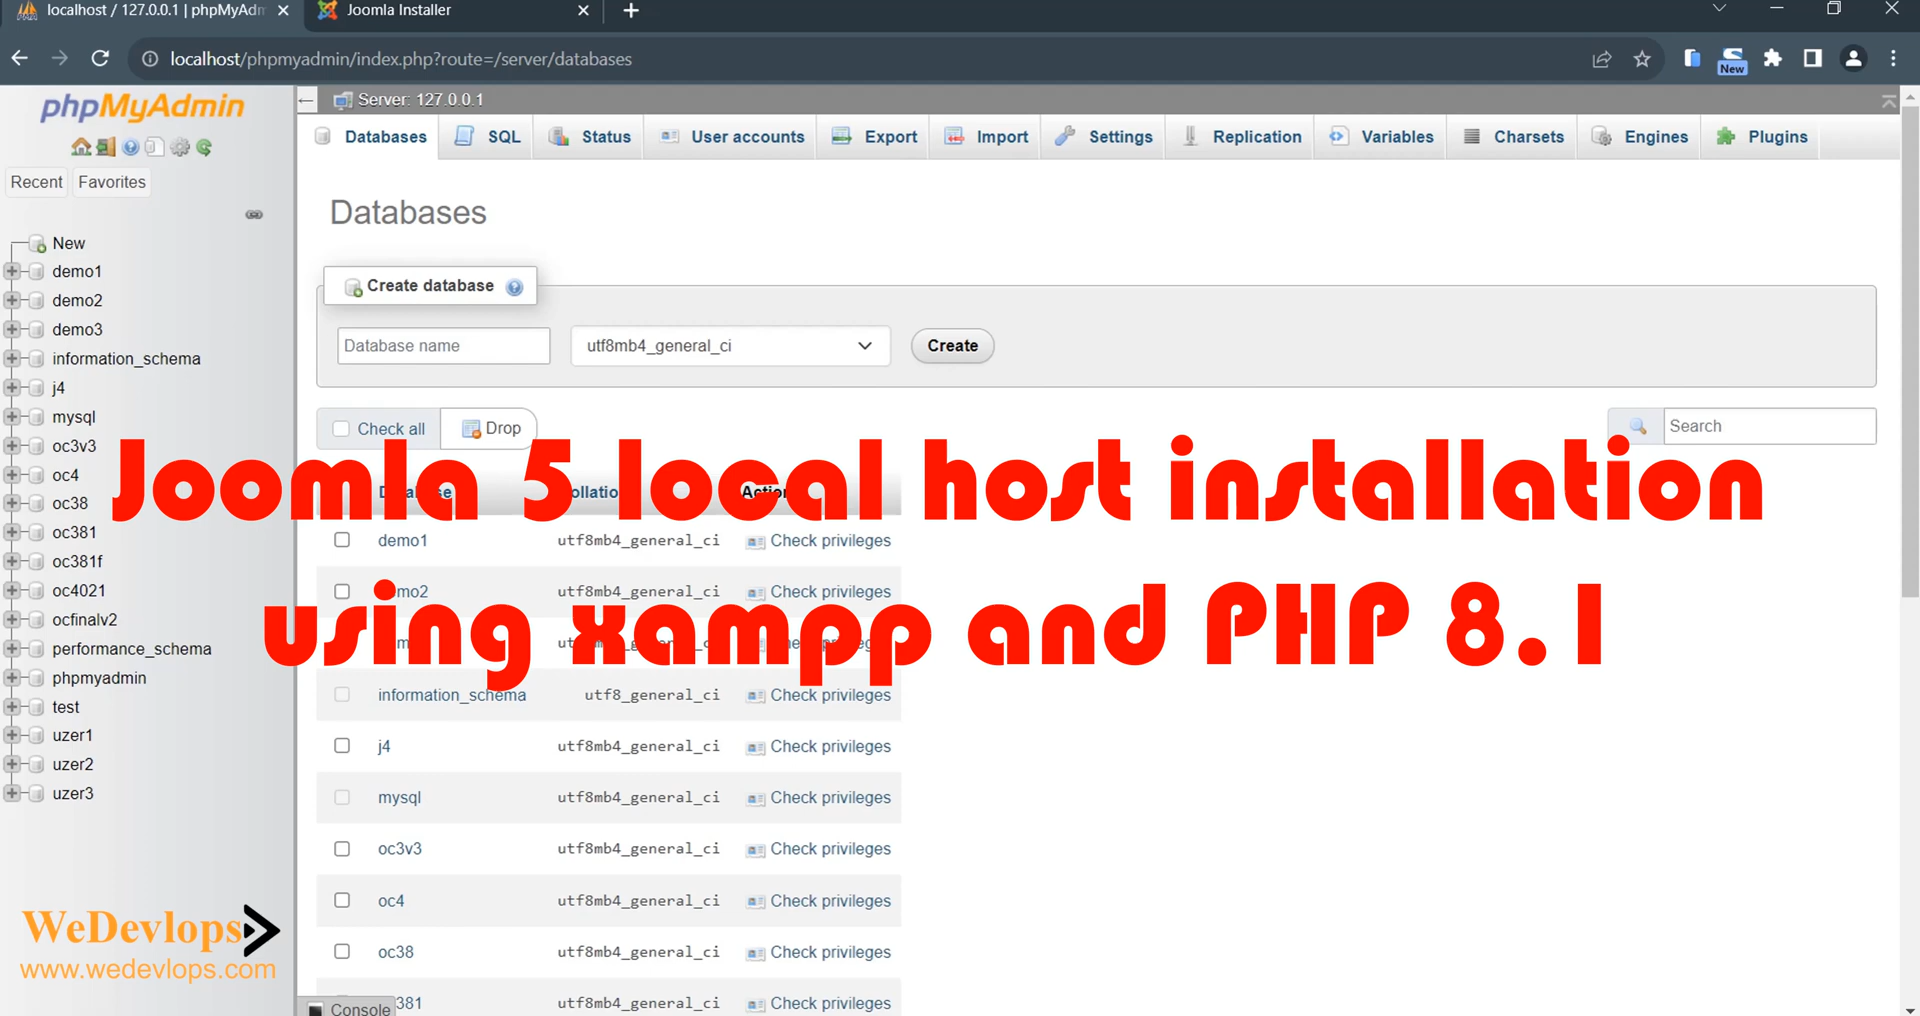 localhost / 127.0.0.1 | phpMyAdm
Joomla Installer
localhost/phpmyadmin/index.php?route=/server/databases
New
phpMyAdmin
Recent
Favorites
New
demo1
demo2
demo3
information_schema
j4
mysql
oc3v3
oc4
oc38
oc381
oc381f
oc4021
ocfinalv2
performance_schema
phpmyadmin
test
uzer1
uzer2
uzer3
Server: 127.0.0.1
Databases
SQL
Status
User accounts
Export
Import
Settings
Replication
Variables
Charsets
Engines
Plugins
Databases
Create database
Database name
utf8mb4_general_ci
Create
Check all
Drop
Search
Joomla 5 local host installation
using xampp and PHP 8.1
demo1 utf8mb4_general_ci Check privileges
utf8mb4_general_ci Check privileges
information_schema utf8_general_ci Check privileges
j4 utf8mb4_general_ci Check privileges
mysql utf8mb4_general_ci Check privileges
oc3v3 utf8mb4_general_ci Check privileges
oc4 utf8mb4_general_ci Check privileges
oc38 utf8mb4_general_ci Check privileges
381 utf8mb4_general_ci Check privileges
Console
WeDevlops
www.wedevlops.com